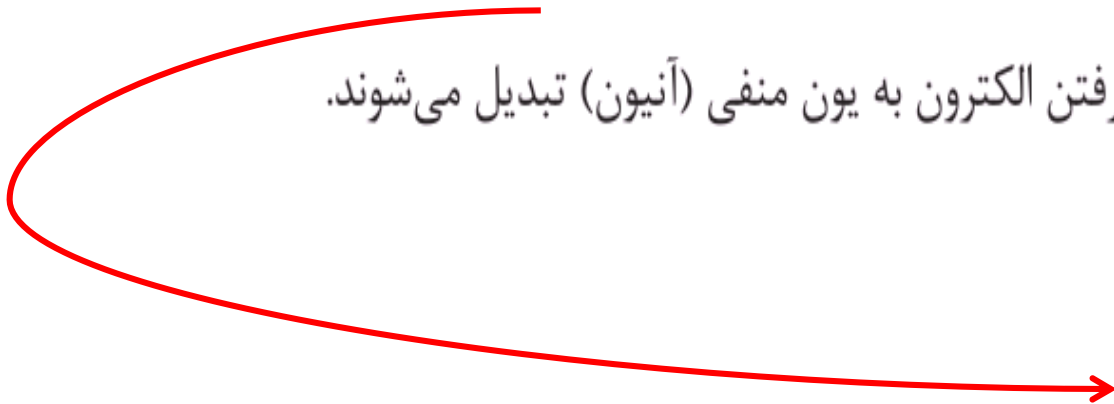 رفتن الکترون به یون منفی (آنیون) تبدیل می‌شوند.